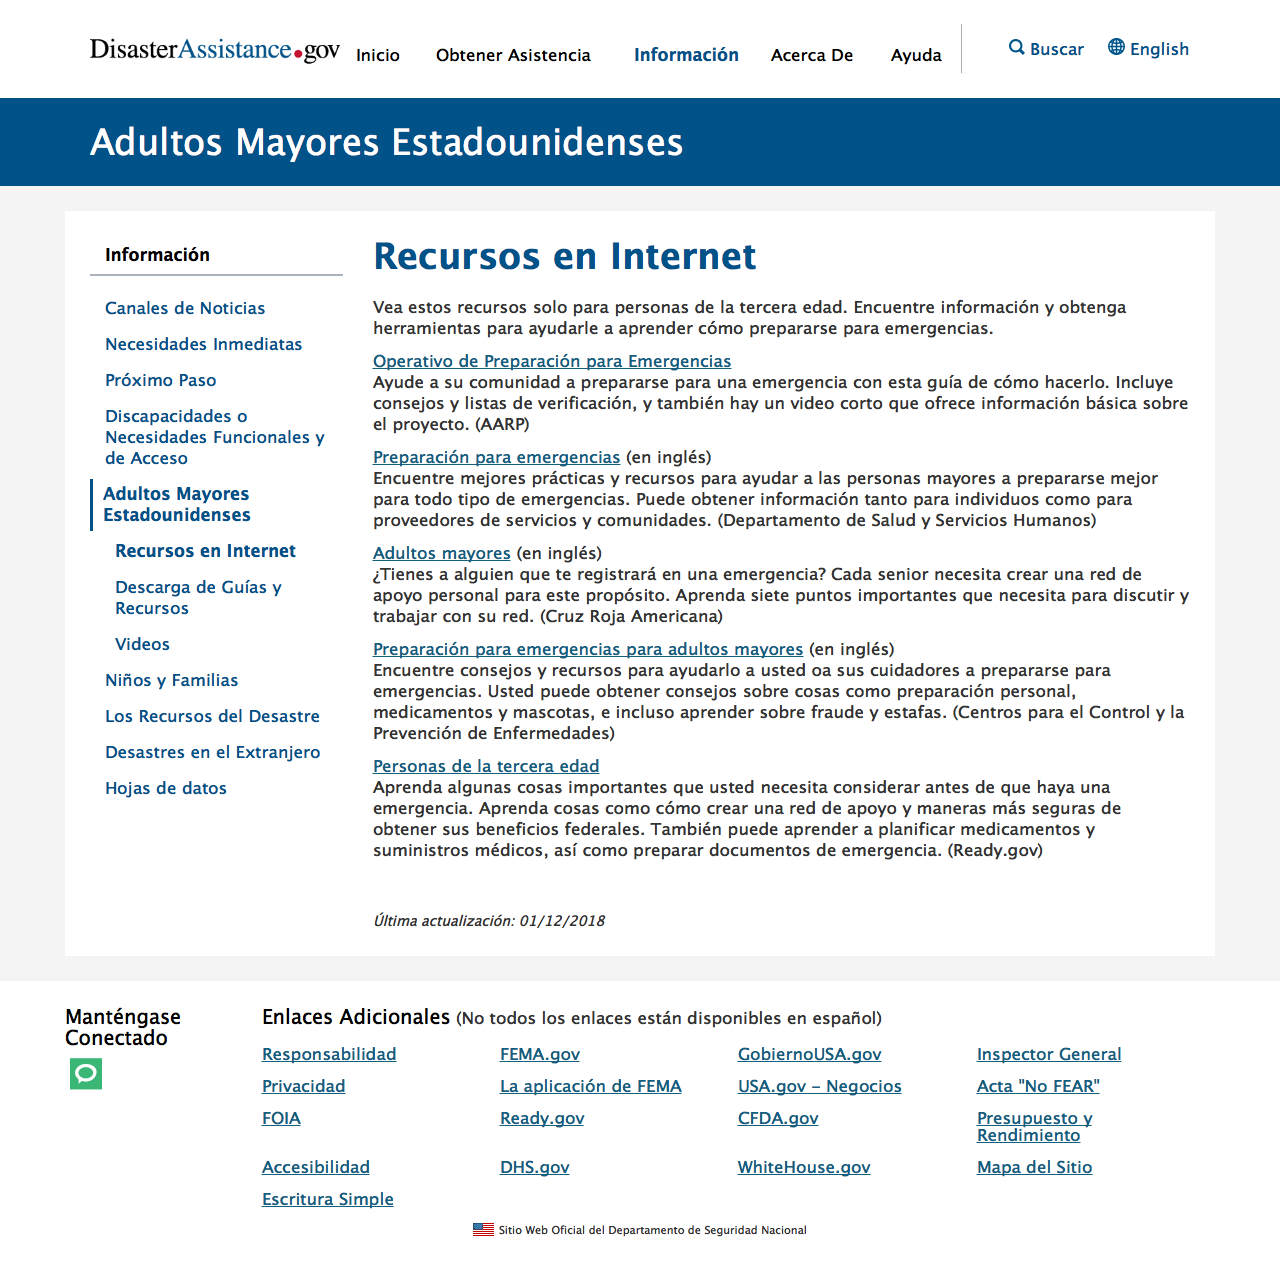 DisasterAssistance.gov
Inicio
Obtener Asistencia
Información
Acerca De
Ayuda
Buscar
English
Adultos Mayores Estadounidenses
Información
Canales de Noticias
Necesidades Inmediatas
Próximo Paso
Discapacidades o
Necesidades Funcionales y
de Acceso
Adultos Mayores
Estadounidenses
Recursos en Internet
Descarga de Guías y
Recursos
Videos
Niños y Familias
Los Recursos del Desastre
Desastres en el Extranjero
Hojas de datos
Recursos en Internet
Vea estos recursos solo para personas de la tercera edad. Encuentre información y obtenga
herramientas para ayudarle a aprender cómo prepararse para emergencias.
Operativo de Preparación para Emergencias
Ayude a su comunidad a prepararse para una emergencia con esta guía de cómo hacerlo. Incluye
consejos y listas de verificación, y también hay un video corto que ofrece información básica sobre
el proyecto. (AARP)
Preparación para emergencias (en inglés)
Encuentre mejores prácticas y recursos para ayudar a las personas mayores a prepararse mejor
para todo tipo de emergencias. Puede obtener información tanto para individuos como para
proveedores de servicios y comunidades. (Departamento de Salud y Servicios Humanos)
Adultos mayores (en inglés)
¿Tienes a alguien que te registrará en una emergencia? Cada senior necesita crear una red de
apoyo personal para este propósito. Aprenda siete puntos importantes que necesita para discutir y
trabajar con su red. (Cruz Roja Americana)
Preparación para emergencias para adultos mayores (en inglés)
Encuentre consejos y recursos para ayudarlo a usted oa sus cuidadores a prepararse para
emergencias. Usted puede obtener consejos sobre cosas como preparación personal,
medicamentos y mascotas, e incluso aprender sobre fraude y estafas. (Centros para el Control y la
Prevención de Enfermedades)
Personas de la tercera edad
Aprenda algunas cosas importantes que usted necesita considerar antes de que haya una
emergencia. Aprenda cosas como cómo crear una red de apoyo y maneras más seguras de
obtener sus beneficios federales. También puede aprender a planificar medicamentos y
suministros médicos, así como preparar documentos de emergencia. (Ready.gov)
Última actualización: 01/12/2018
Manténgase
Conectado
Enlaces Adicionales (No todos los enlaces están disponibles en español)
Responsabilidad
FEMA.gov
GobiernoUSA.gov
Inspector General
Privacidad
La aplicación de FEMA
USA.gov – Negocios
Acta "No FEAR"
FOIA
Ready.gov
CFDA.gov
Presupuesto y
Rendimiento
Accesibilidad
DHS.gov
WhiteHouse.gov
Mapa del Sitio
Escritura Simple
Sitio Web Oficial del Departamento de Seguridad Nacional